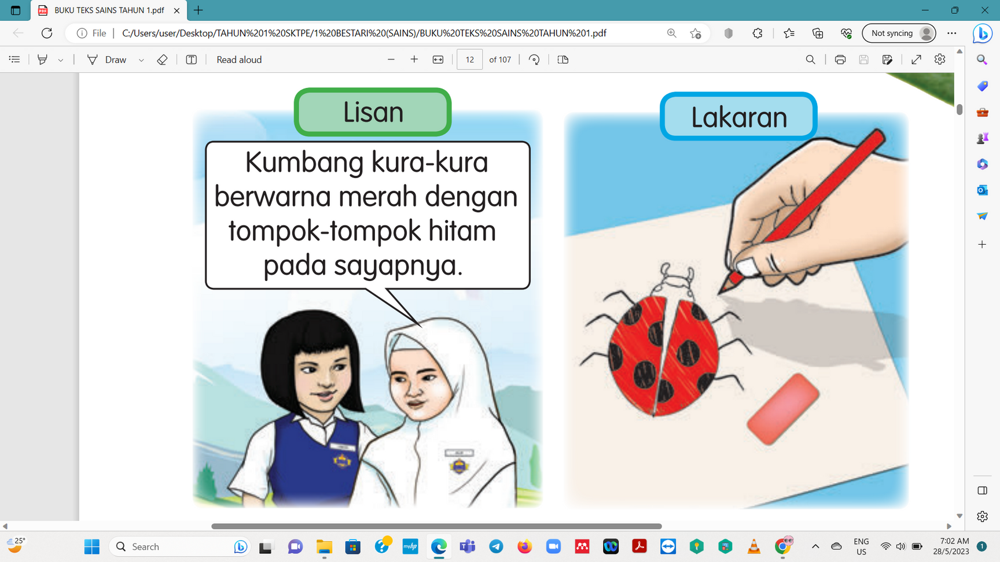 BUKU TEKS SAINS TAHUN 1.pdf
File
C:/Users/user/Desktop/TAHUN%201%20SKTPE/1%20BESTARI%20(SAINS)/BUKU%20TEKS%20SAINS%20TAHUN%201.pdf
Not syncing
Draw
Read aloud
12
of 107
Lisan
Kumbang kura-kura
berwarna merah dengan
tompok-tompok hitam
pada sayapnya.
Lakaran
25°
Search
myhp
ENG
US
7:02 AM
28/5/2023
1